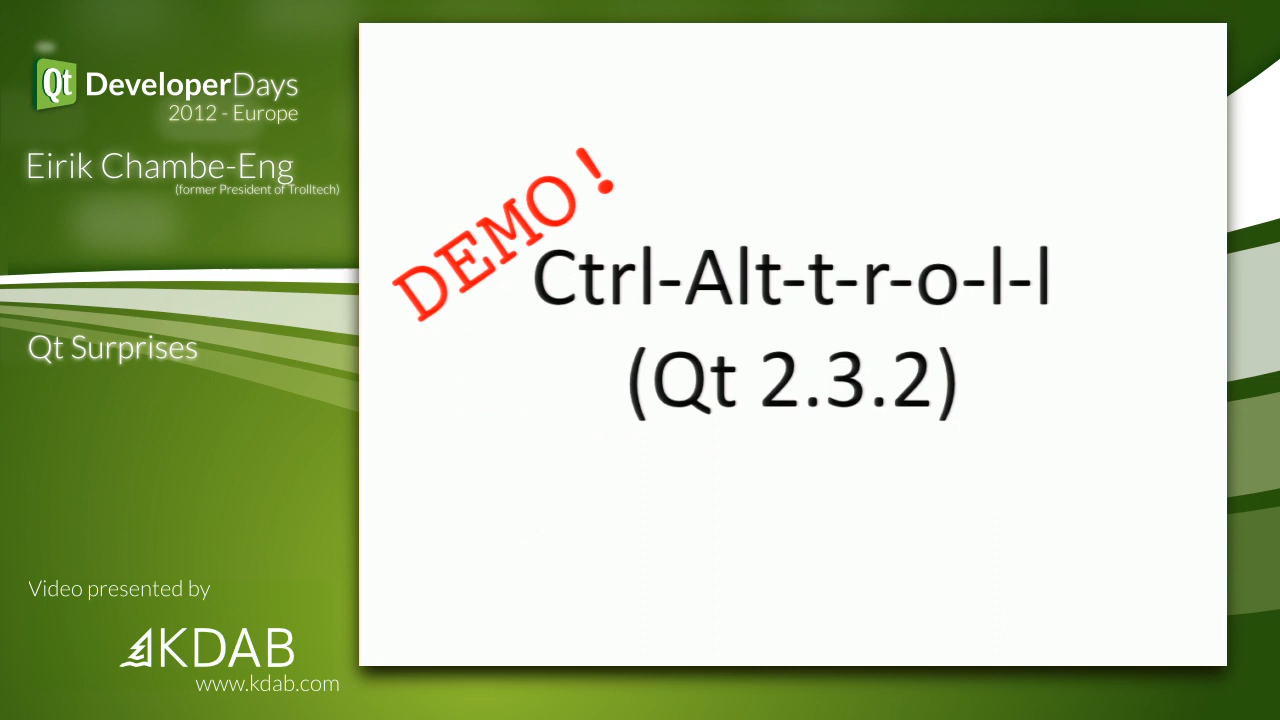 Qt DeveloperDays
2012 - Europe
Eirik Chambe-Eng
(former President of Trolltech)
Qt Surprises
Video presented by
KDAB
www.kdab.com
DEMO!
Ctrl-Alt-t-r-o-l-l
(Qt 2.3.2)